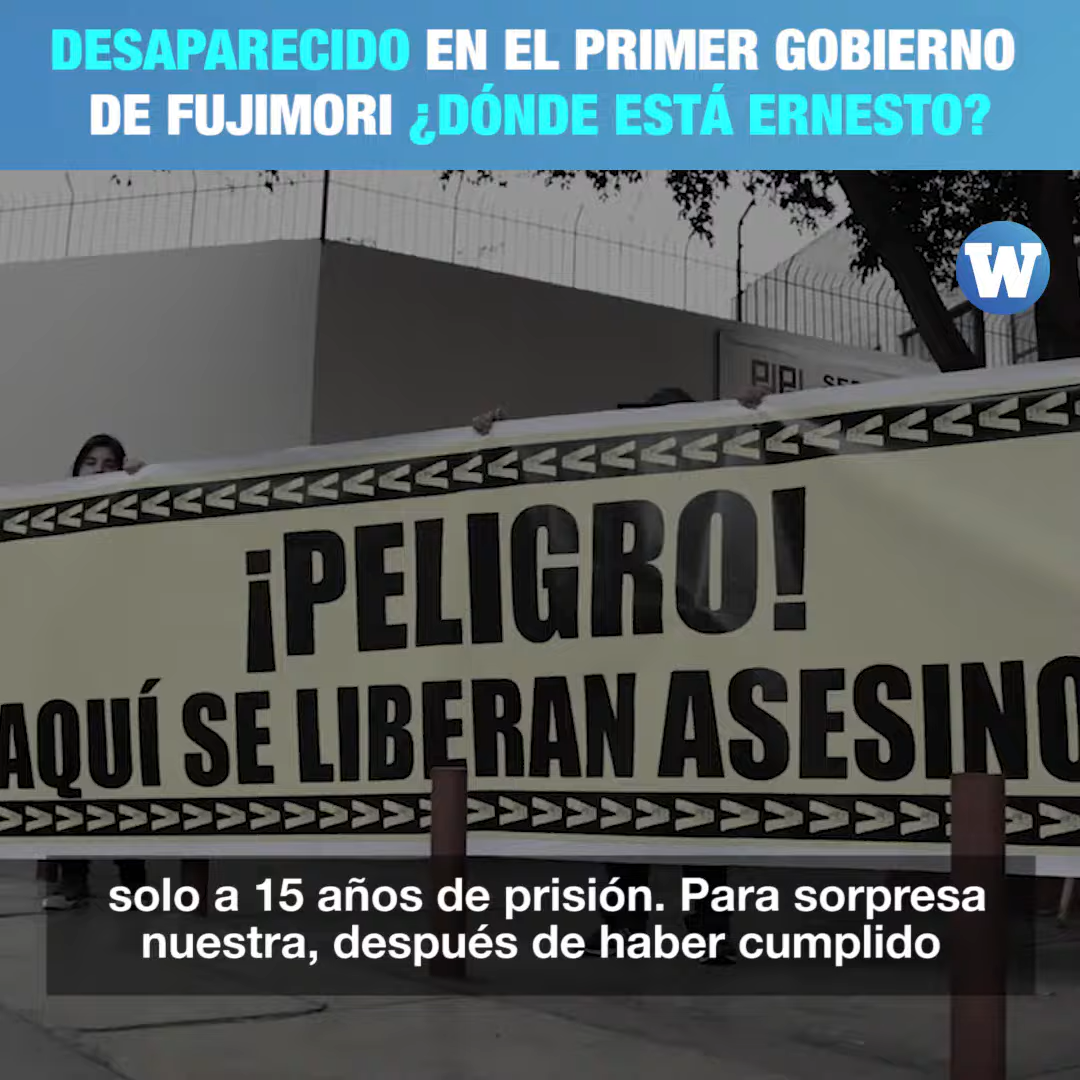 DESAPARECIDO EN EL PRIMER GOBIERNO
DE FUJIMORI ¿DÓNDE ESTÁ ERNESTO?
W
¡PELIGRO!
AQUÍ SE LIBERAN ASESINO
solo a 15 años de prisión. Para sorpresa
nuestra, después de haber cumplido